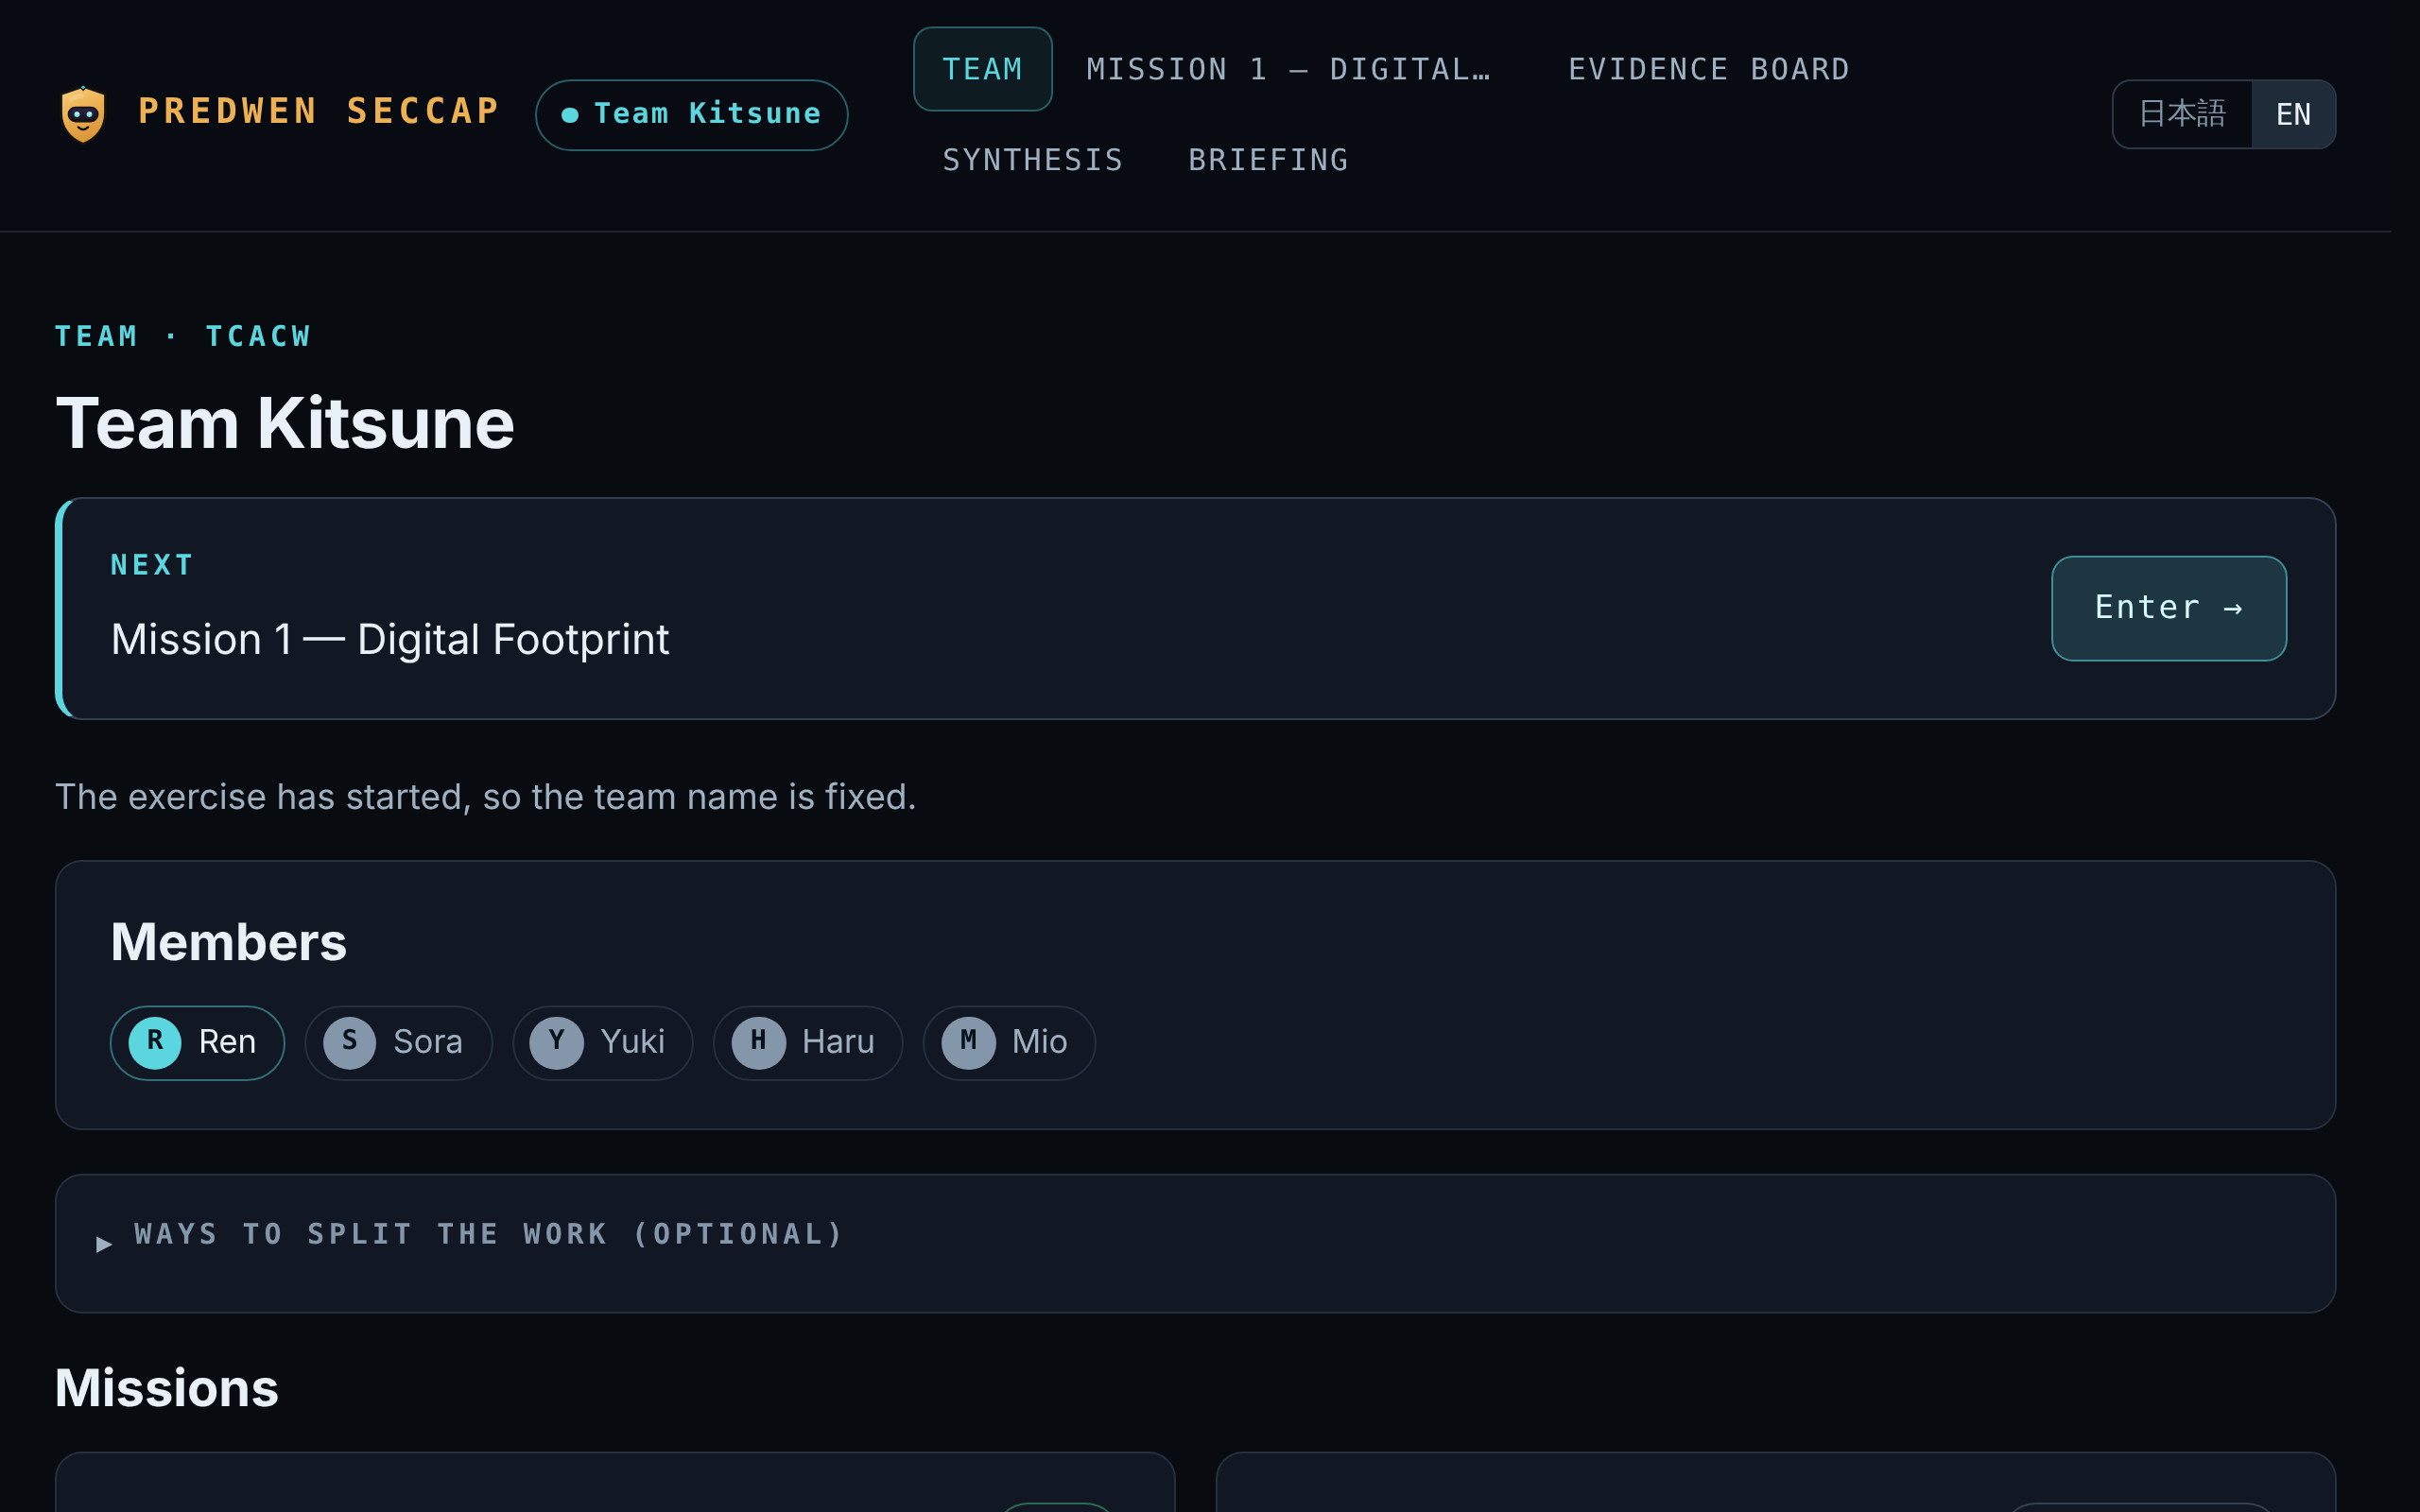 PREDWEN SECCAP
Team Kitsune
TEAM
MISSION 1 — DIGITAL…
EVIDENCE BOARD
SYNTHESIS
BRIEFING
日本語
EN
TEAM · TCACW
Team Kitsune
NEXT
Mission 1 — Digital Footprint
Enter →
The exercise has started, so the team name is fixed.
Members
R Ren
S Sora
Y Yuki
H Haru
M Mio
▶ WAYS TO SPLIT THE WORK (OPTIONAL)
Missions